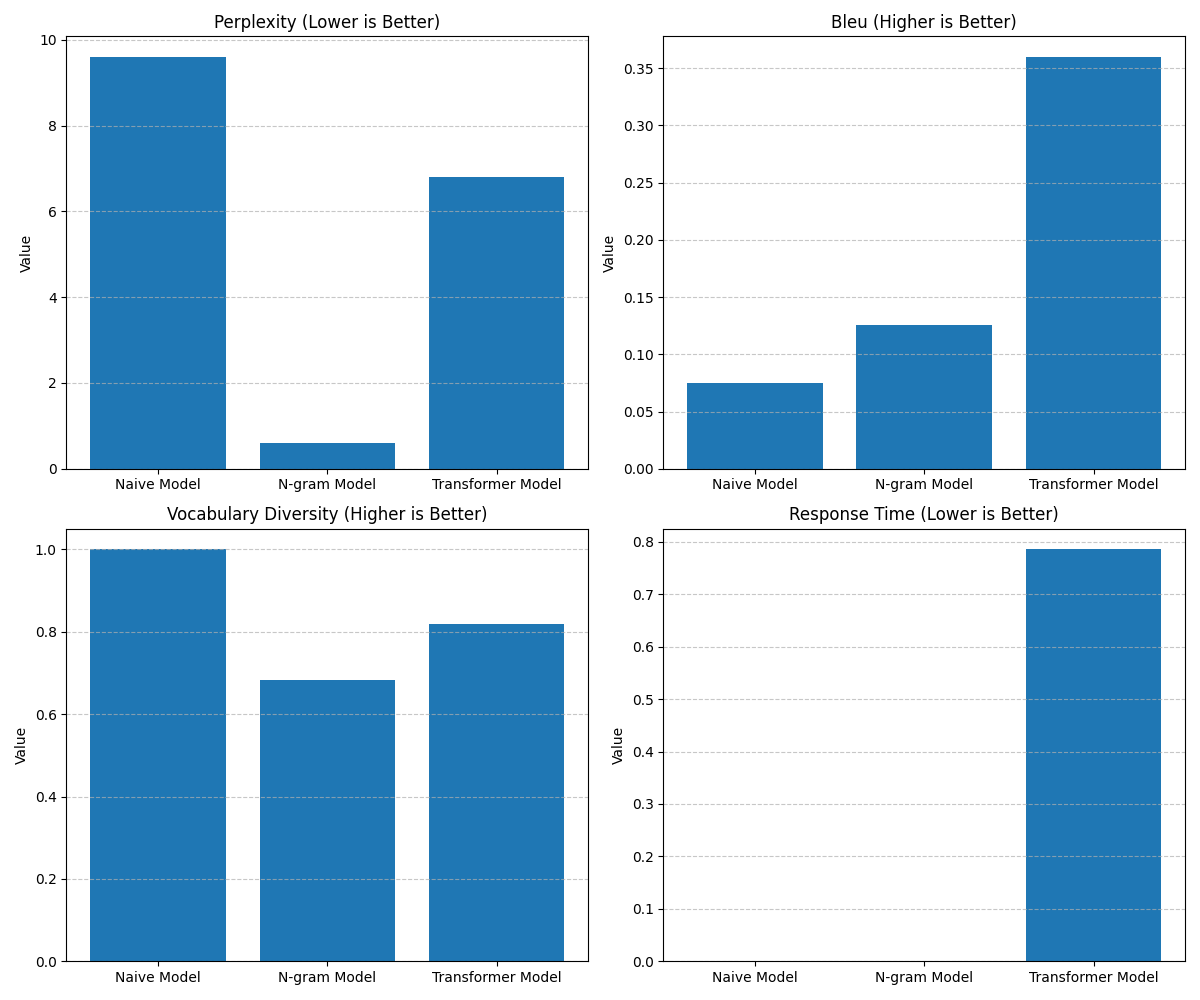 Perplexity (Lower is Better)
10
8
6
4
2
0
Value
Naive Model
N-gram Model
Transformer Model
Bleu (Higher is Better)
0.35
0.30
0.25
0.20
0.15
0.10
0.05
0.00
Value
Naive Model
N-gram Model
Transformer Model
Vocabulary Diversity (Higher is Better)
1.0
0.8
0.6
0.4
0.2
0.0
Value
Naive Model
N-gram Model
Transformer Model
Response Time (Lower is Better)
0.8
0.7
0.6
0.5
0.4
0.3
0.2
0.1
0.0
Value
Naive Model
N-gram Model
Transformer Model